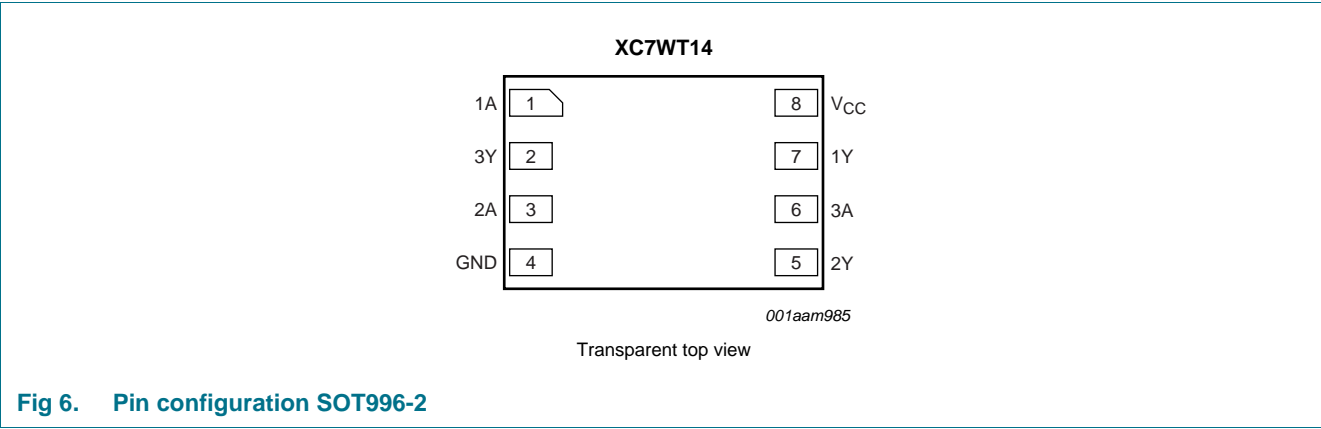 XC7WT14
1A 1 8 VCC
3Y 2 7 1Y
2A 3 6 3A
GND 4 5 2Y
001aam985
Transparent top view
Fig 6. Pin configuration SOT996-2